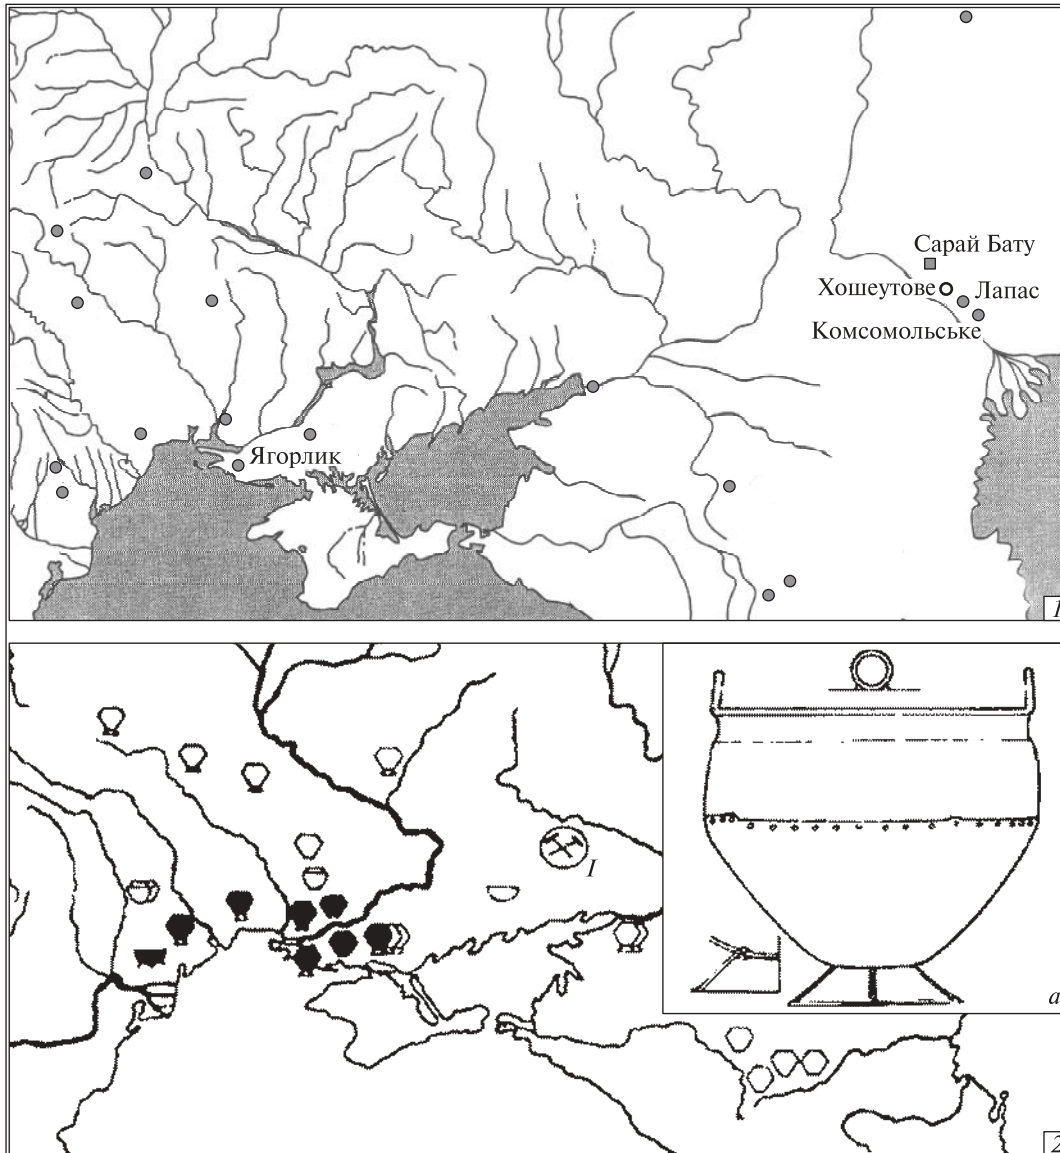 Сарай Бату
Хошеутове
Лапас
Комсомольське
Ягорлик
1
I
а
2